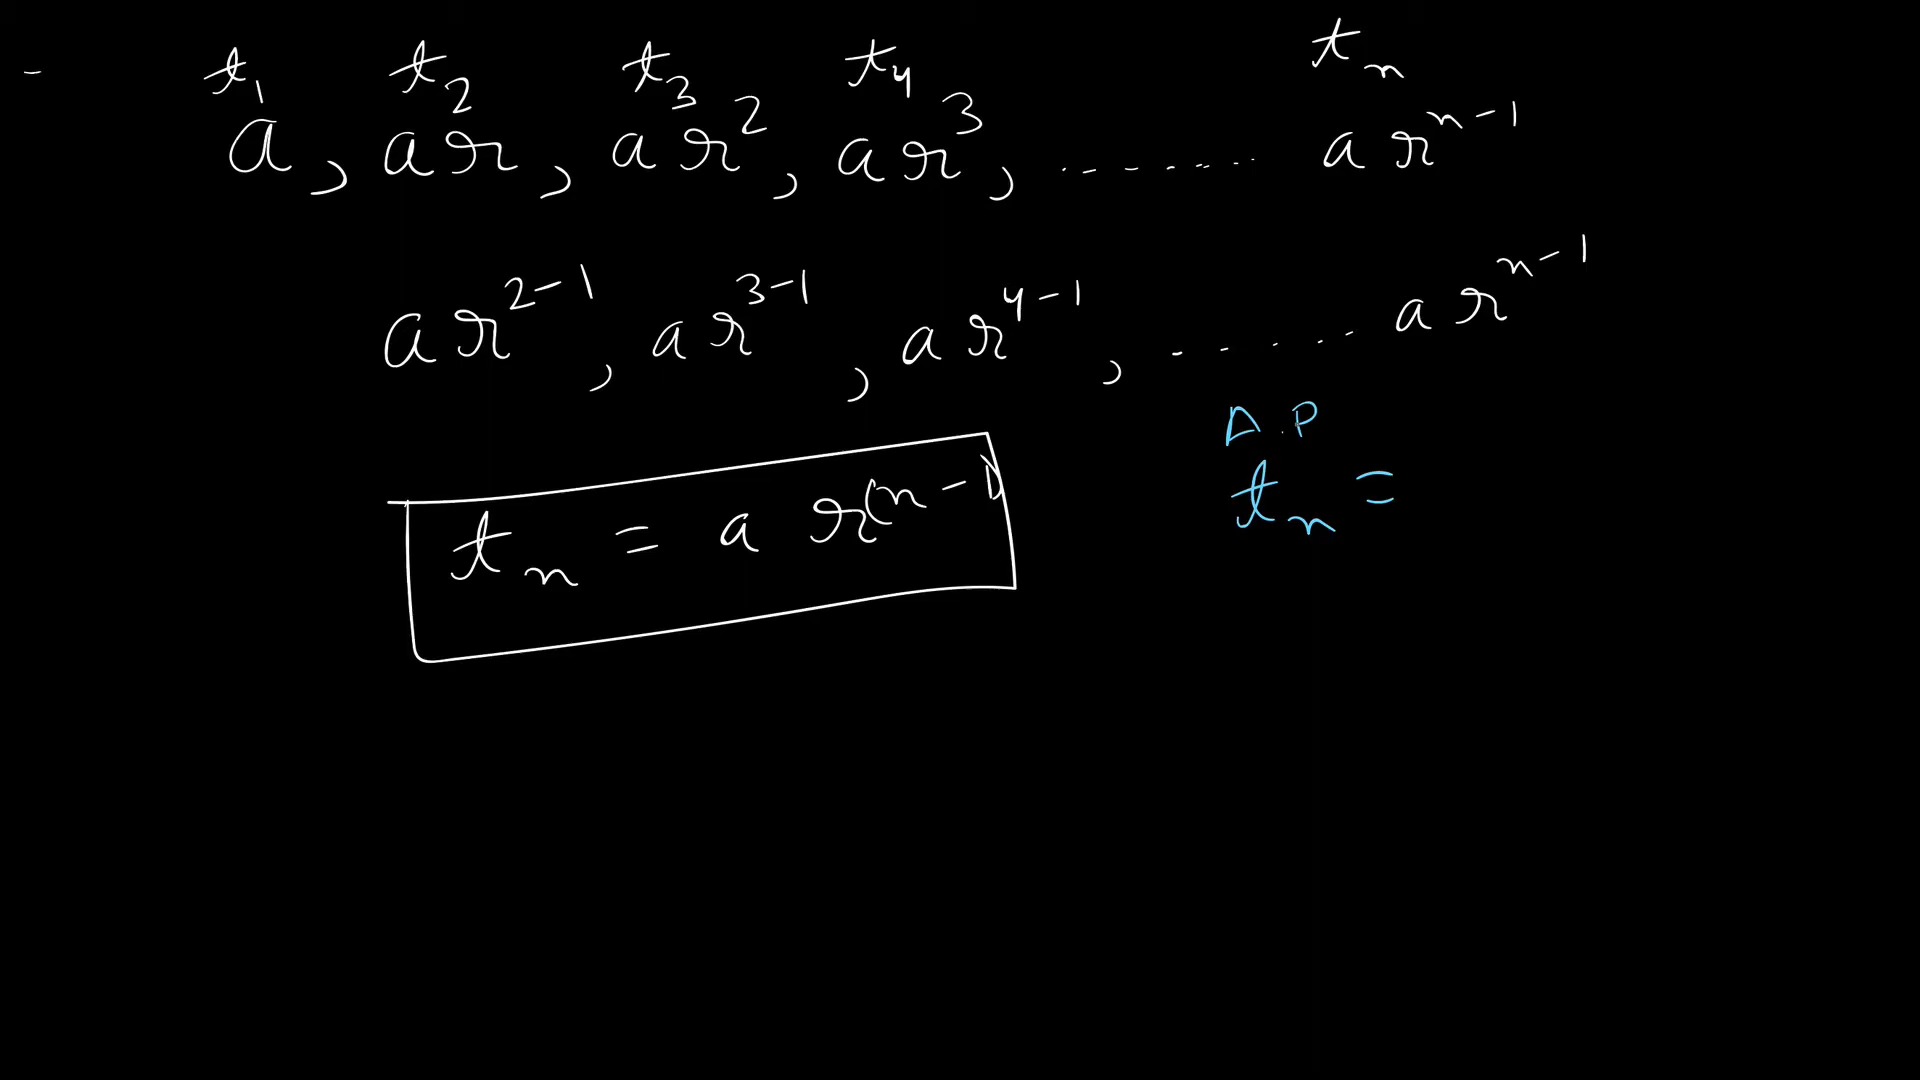 t₁ t₂ t₃ t₄ tₙ
a, ar, ar², ar³, ....... arⁿ⁻¹
ar²⁻¹, ar³⁻¹, ar⁴⁻¹, ...... arⁿ⁻¹
A.P
tₙ =
tₙ = a r⁽ⁿ⁻¹⁾